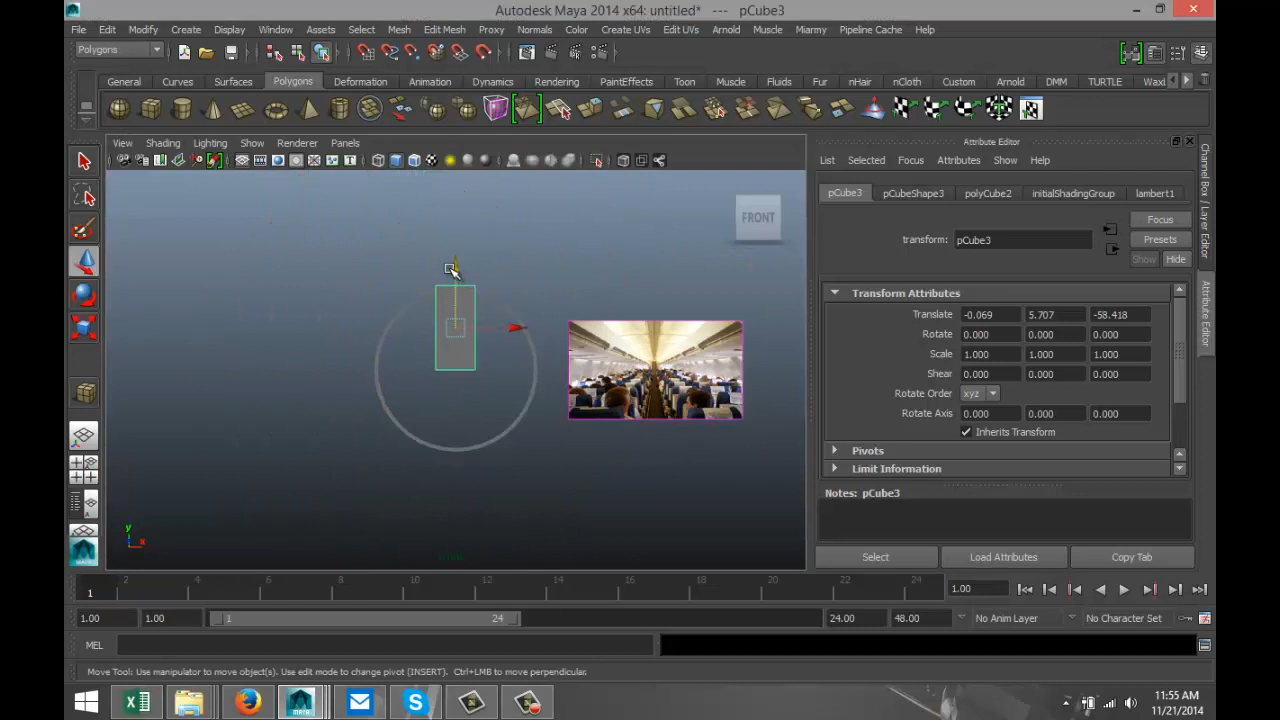 Autodesk Maya 2014 x64: untitled* --- pCube3
File Edit Modify Create Display Window Assets Select Mesh Edit Mesh Proxy Normals Color Create UVs Edit UVs Arnold Muscle Miarmy Pipeline Cache Help
Polygons
General Curves Surfaces Polygons Deformation Animation Dynamics Rendering PaintEffects Toon Muscle Fluids Fur nHair nCloth Custom Arnold DMM TURTLE Waxl
View Shading Lighting Show Renderer Panels
Attribute Editor
List Selected Focus Attributes Show Help
pCube3 pCubeShape3 polyCube2 initialShadingGroup lambert1
FRONT
Focus
transform: pCube3
Presets
Show Hide
Transform Attributes
Translate -0.069 5.707 -58.418
Rotate 0.000 0.000 0.000
Scale 1.000 1.000 1.000
Shear 0.000 0.000 0.000
Rotate Order xyz
Rotate Axis 0.000 0.000 0.000
Inherits Transform
Pivots
Limit Information
Notes: pCube3
Select Load Attributes Copy Tab
Channel Box / Layer Editor
Attribute Editor
y
x
2 4 6 8 10 12 14 16 18 20 22 24
1 1.00
1.00 1.00 1 24 24.00 48.00 No Anim Layer No Character Set
MEL
Move Tool: Use manipulator to move object(s). Use edit mode to change pivot [INSERT]. Ctrl+LMB to move perpendicular.
11:55 AM
11/21/2014